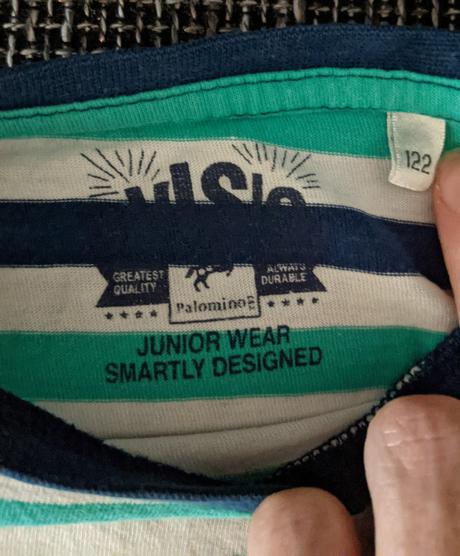 122
GREATEST
QUALITY
ALWAYS
DURABLE
Palomino
JUNIOR WEAR
SMARTLY DESIGNED